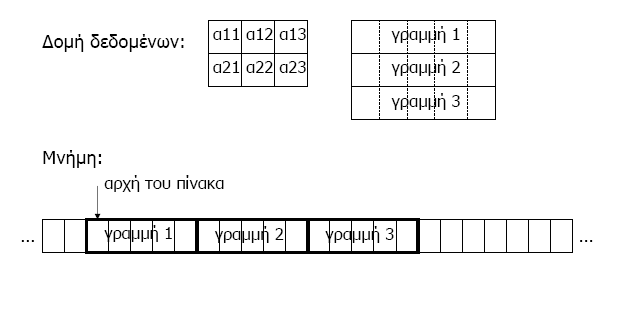 Δομή δεδομένων:
α11 α12 α13
α21 α22 α23
γραμμή 1
γραμμή 2
γραμμή 3
Μνήμη:
αρχή του πίνακα
... γραμμή 1 γραμμή 2 γραμμή 3 ...